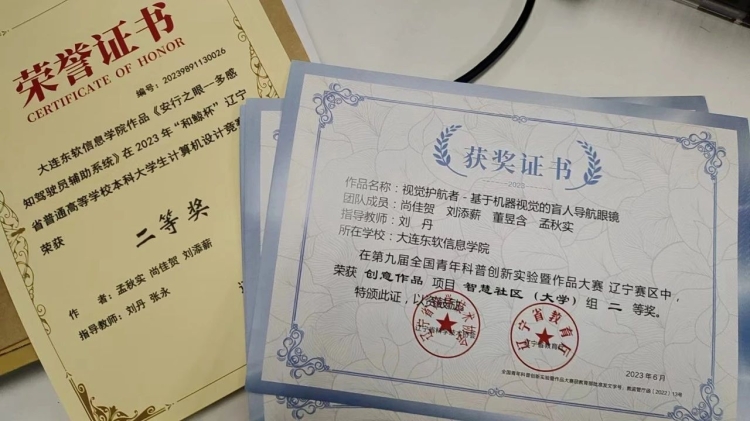 荣誉证书
CERTIFICATE OF HONOR
编号：20239891130026
大连东软信息学院作品《安行之眼—多感
知驾驶员辅助系统》在 2023 年“和鲸杯”辽宁
省普通高等学校本科大学生计算机设计竞赛
荣获
二等奖
作 者：孟秋实 尚佳贺 刘添薪
指导教师：刘丹 张永
获奖证书
2020
作品名称：视觉护航者 - 基于机器视觉的盲人导航眼镜
团队成员：尚佳贺 刘添薪 董昱含 孟秋实
指导教师：刘 丹
所在学校：大连东软信息学院
在第九届全国青年科普创新实验暨作品大赛 辽宁赛区中，
荣获 创意作品 项目 智慧社区（大学）组 二 等奖。
特颁此证，以资鼓励。
辽宁省教育厅
2023 年 6 月